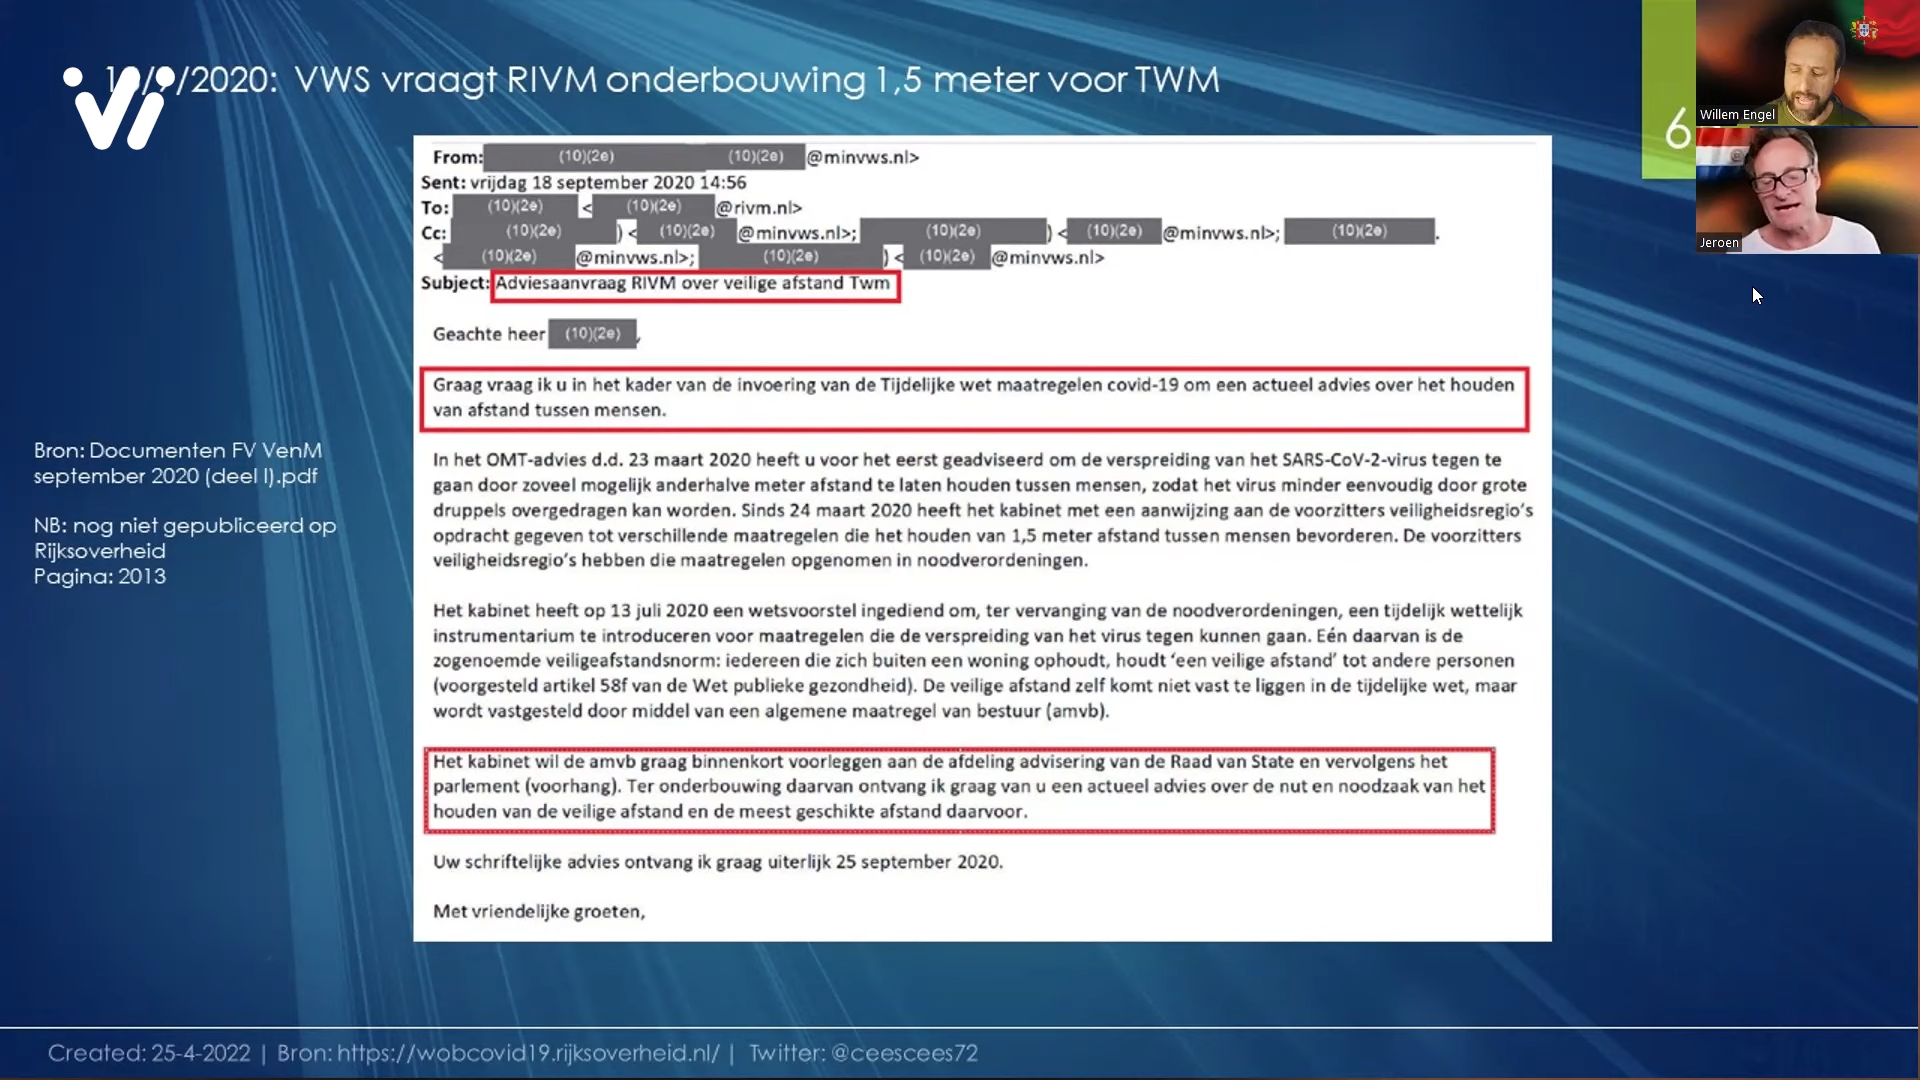 /2020: VWS vraagt RIVM onderbouwing 1,5 meter voor TWM
6
Willem Engel
Jeroen
From: (10)(2e) (10)(2e) @minvws.nl>
Sent: vrijdag 18 september 2020 14:56
To: (10)(2e) < (10)(2e) @rivm.nl>
Cc: (10)(2e) ) < (10)(2e) @minvws.nl>; (10)(2e) ) < (10)(2e) @minvws.nl>; (10)(2e)
< (10)(2e) @minvws.nl>; (10)(2e) ) < (10)(2e) @minvws.nl>
Subject: Adviesaanvraag RIVM over veilige afstand Twm
Geachte heer (10)(2e) ,
Graag vraag ik u in het kader van de invoering van de Tijdelijke wet maatregelen covid-19 om een actueel advies over het houden
van afstand tussen mensen.
In het OMT-advies d.d. 23 maart 2020 heeft u voor het eerst geadviseerd om de verspreiding van het SARS-CoV-2-virus tegen te
gaan door zoveel mogelijk anderhalve meter afstand te laten houden tussen mensen, zodat het virus minder eenvoudig door grote
druppels overgedragen kan worden. Sinds 24 maart 2020 heeft het kabinet met een aanwijzing aan de voorzitters veiligheidsregio's
opdracht gegeven tot verschillende maatregelen die het houden van 1,5 meter afstand tussen mensen bevorderen. De voorzitters
veiligheidsregio's hebben die maatregelen opgenomen in noodverordeningen.
Het kabinet heeft op 13 juli 2020 een wetsvoorstel ingediend om, ter vervanging van de noodverordeningen, een tijdelijk wettelijk
instrumentarium te introduceren voor maatregelen die de verspreiding van het virus tegen kunnen gaan. Eén daarvan is de
zogenoemde veiligeafstandsnorm: iedereen die zich buiten een woning ophoudt, houdt 'een veilige afstand' tot andere personen
(voorgesteld artikel 58f van de Wet publieke gezondheid). De veilige afstand zelf komt niet vast te liggen in de tijdelijke wet, maar
wordt vastgesteld door middel van een algemene maatregel van bestuur (amvb).
Het kabinet wil de amvb graag binnenkort voorleggen aan de afdeling advisering van de Raad van State en vervolgens het
parlement (voorhang). Ter onderbouwing daarvan ontvang ik graag van u een actueel advies over de nut en noodzaak van het
houden van de veilige afstand en de meest geschikte afstand daarvoor.
Uw schriftelijke advies ontvang ik graag uiterlijk 25 september 2020.
Met vriendelijke groeten,
Bron: Documenten FV VenM
september 2020 (deel I).pdf
NB: nog niet gepubliceerd op
Rijksoverheid
Pagina: 2013
Created: 25-4-2022 | Bron: https://wobcovid19.rijksoverheid.nl/ | Twitter: @ceescees72